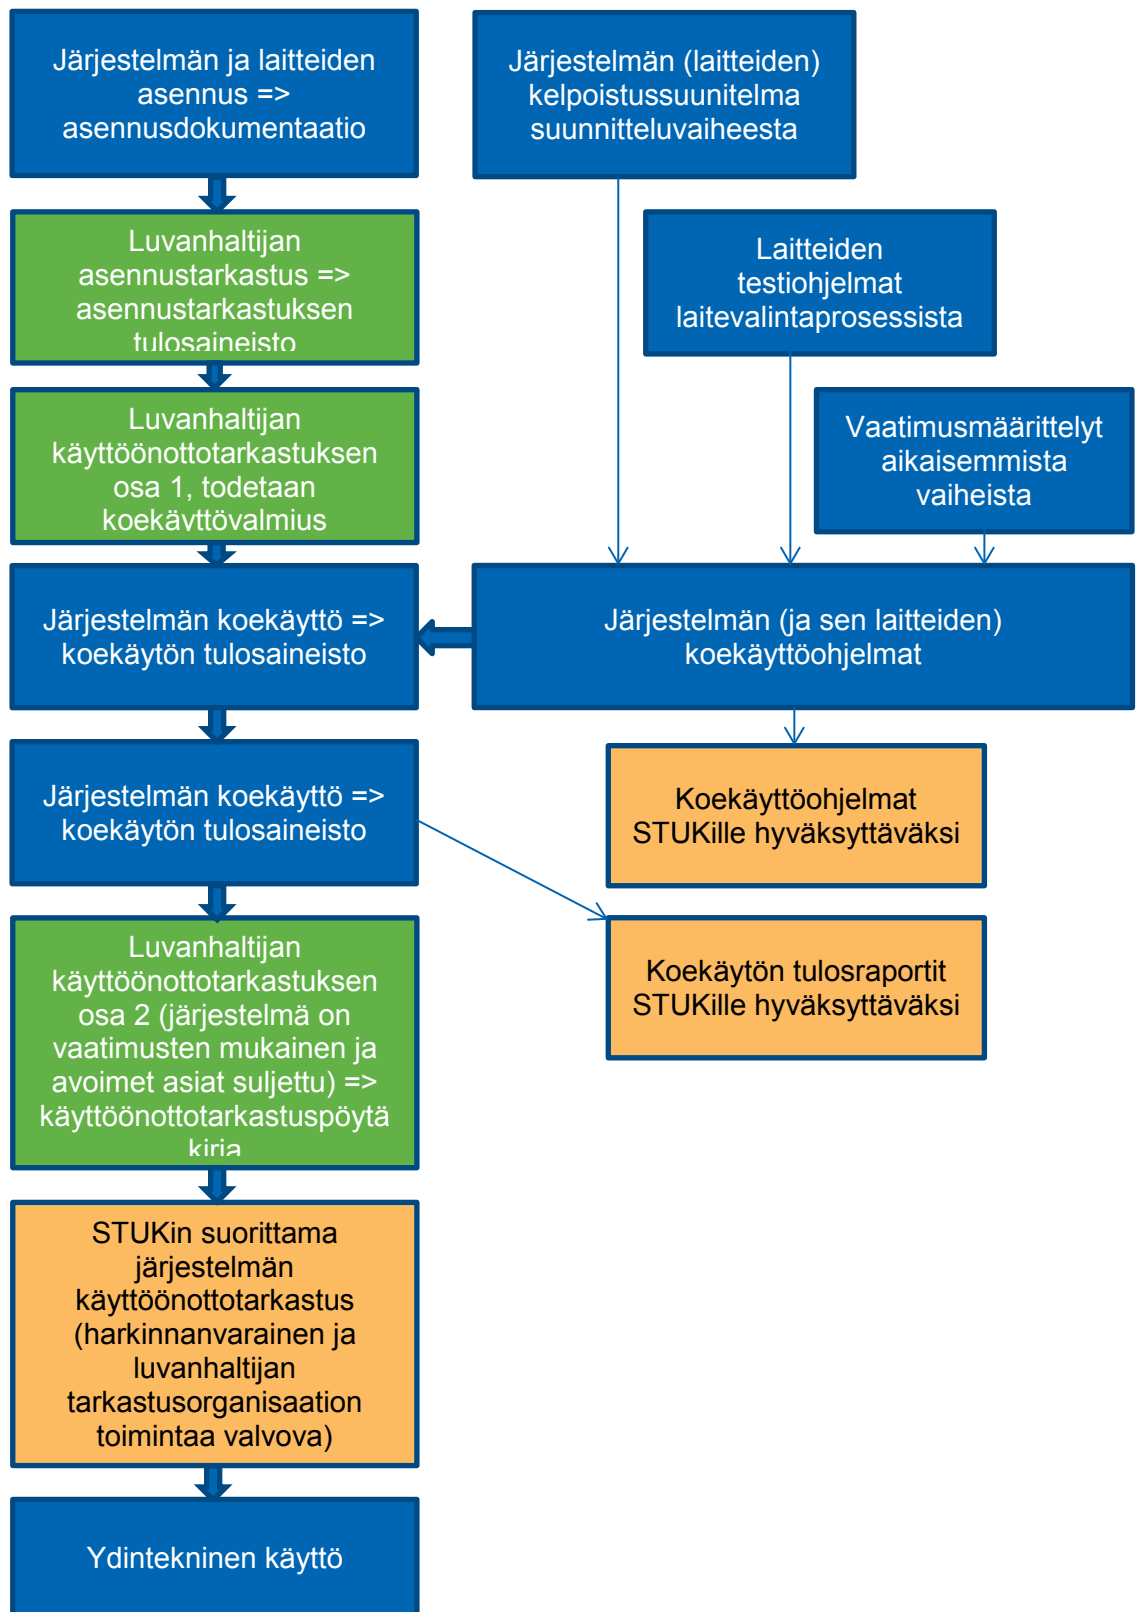 Järjestelmän ja laitteiden
asennus =>
asennusdokumentaatio
Järjestelmän (laitteiden)
kelpoistussuunitelma
suunnitteluvaiheesta
Luvanhaltijan
asennustarkastus =>
asennustarkastuksen
tulosaineisto
Laitteiden
testiohjelmat
laitevalintaprosessista
Luvanhaltijan
käyttöönottotarkastuksen
osa 1, todetaan
koekäyttövalmius
Vaatimusmäärittelyt
aikaisemmista
vaiheista
Järjestelmän koekäyttö =>
koekäytön tulosaineisto
Järjestelmän (ja sen laitteiden)
koekäyttöohjelmat
Järjestelmän koekäyttö =>
koekäytön tulosaineisto
Koekäyttöohjelmat
STUKille hyväksyttäväksi
Luvanhaltijan
käyttöönottotarkastuksen
osa 2 (järjestelmä on
vaatimusten mukainen ja
avoimet asiat suljettu) =>
käyttöönottotarkastuspöytä
kirja
Koekäytön tulosraportit
STUKille hyväksyttäväksi
STUKin suorittama
järjestelmän
käyttöönottotarkastus
(harkinnanvarainen ja
luvanhaltijan
tarkastusorganisaation
toimintaa valvova)
Ydintekninen käyttö